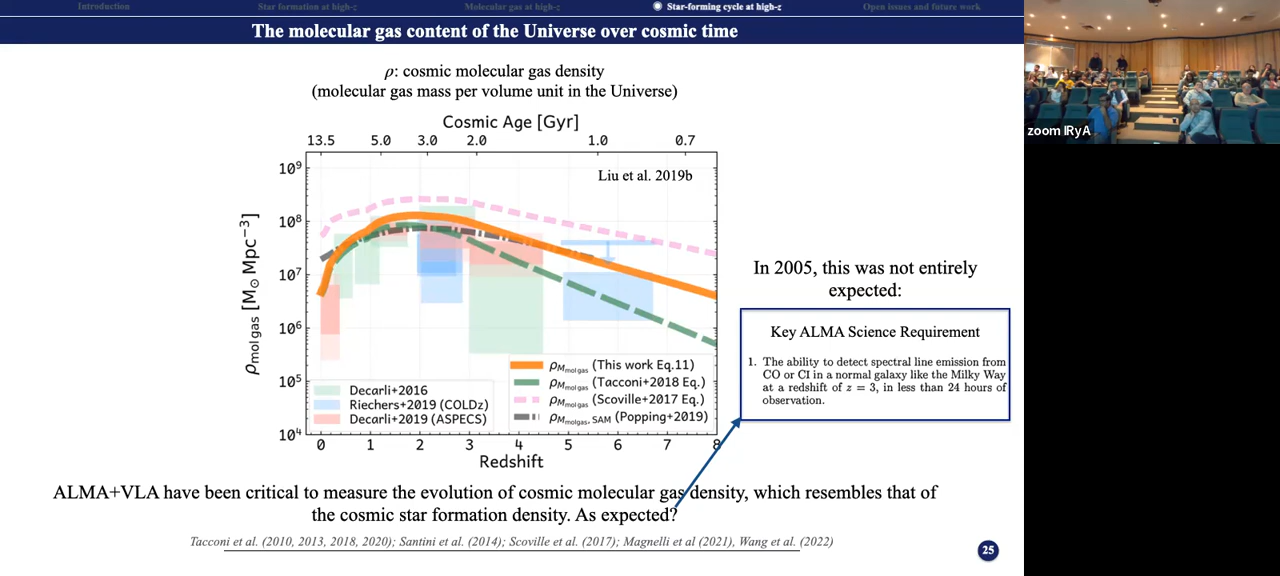 Introduction
Star formation at high-z
Molecular gas at high-z
Star-forming cycle at high-z
Open issues and future work
The molecular gas content of the Universe over cosmic time
ρ: cosmic molecular gas density
(molecular gas mass per volume unit in the Universe)
Cosmic Age [Gyr]
13.5 5.0 3.0 2.0 1.0 0.7
Liu et al. 2019b
ρmol gas [M⊙ Mpc⁻³]
10⁹
10⁸
10⁷
10⁶
10⁵
10⁴
ρMmolgas (This work Eq.11)
ρMmolgas (Tacconi+2018 Eq.)
ρMmolgas (Scoville+2017 Eq.)
ρMmolgas, SAM (Popping+2019)
Decarli+2016
Riechers+2019 (COLDz)
Decarli+2019 (ASPECS)
0 1 2 3 4 5 6 7 8
Redshift
In 2005, this was not entirely
expected:
Key ALMA Science Requirement
1. The ability to detect spectral line emission from
CO or CI in a normal galaxy like the Milky Way
at a redshift of z = 3, in less than 24 hours of
observation.
ALMA+VLA have been critical to measure the evolution of cosmic molecular gas density, which resembles that of
the cosmic star formation density. As expected?
Tacconi et al. (2010, 2013, 2018, 2020); Santini et al. (2014); Scoville et al. (2017); Magnelli et al (2021), Wang et al. (2022)
25
zoom IRyA